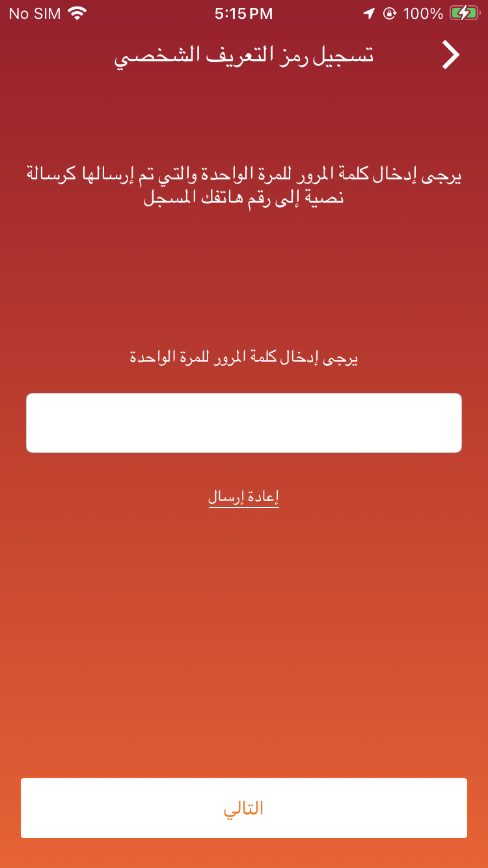 No SIM 5:15 PM 100%
تسجيل رمز التعريف الشخصي
يرجى إدخال كلمة المرور للمرة الواحدة والتي تم إرسالها كرسالة
نصية إلى رقم هاتفك المسجل
يرجى إدخال كلمة المرور للمرة الواحدة
إعادة إرسال
التالي